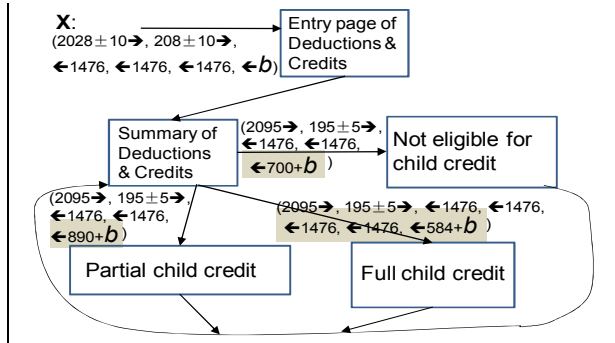 X:
(2028±10➔, 208±10➔,
🡰1476, 🡰1476, 🡰1476, 🡰b)
Entry page of
Deductions &
Credits
Summary of
Deductions
& Credits
(2095➔, 195±5➔,
🡰1476, 🡰1476,
🡰700+b )
Not eligible for
child credit
(2095➔, 195±5➔,
🡰1476, 🡰1476,
🡰890+b)
(2095➔, 195±5➔, 🡰1476, 🡰1476,
🡰1476, 🡰1476, 🡰584+b)
Partial child credit
Full child credit